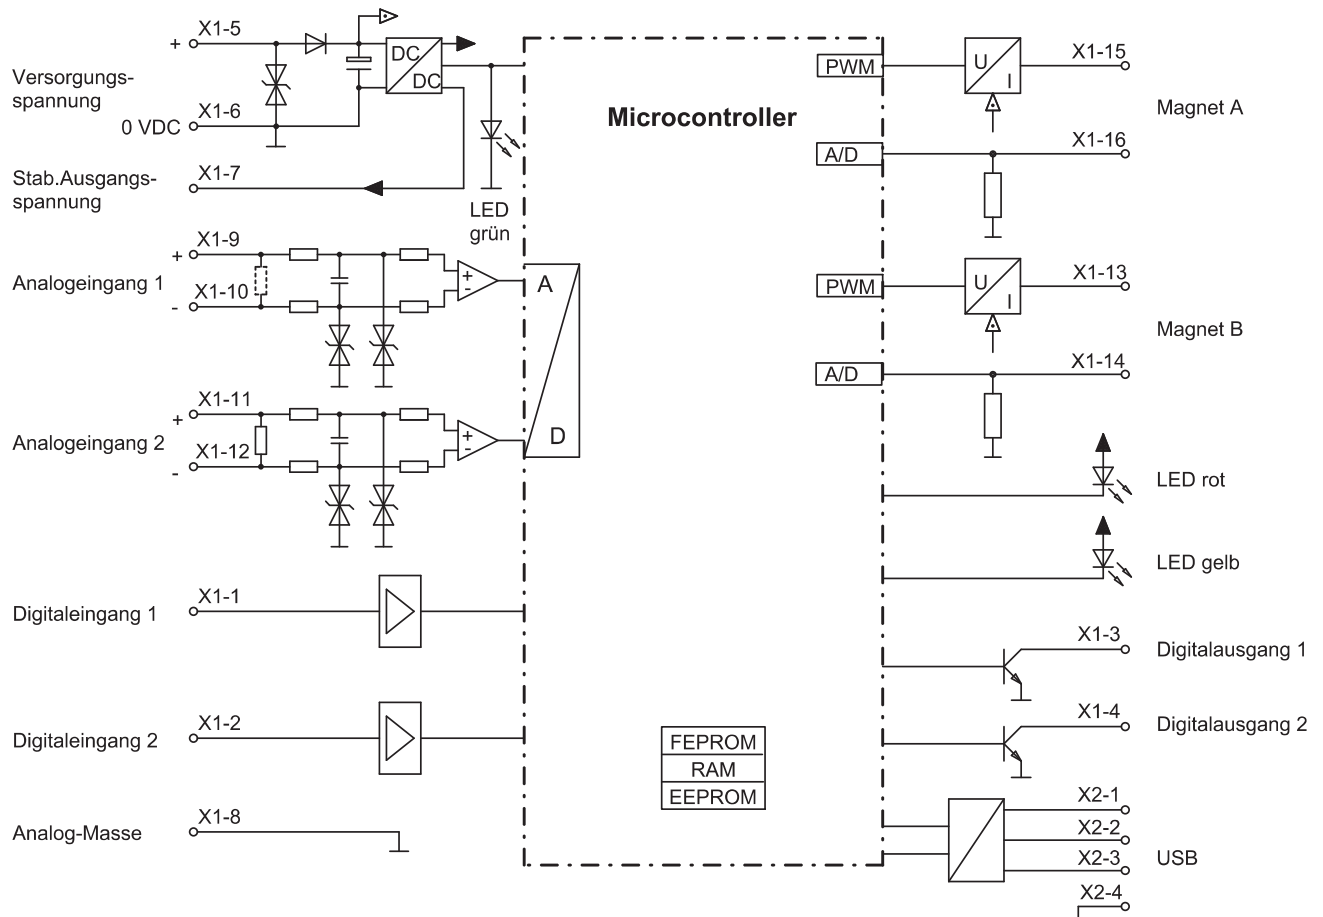 X1-5
+
Versorgungs-
spannung
X1-6
0 VDC
DC
DC
Stab.Ausgangs-
spannung
X1-7
LED
grün
X1-9
+
Analogeingang 1
X1-10
-
+
-
X1-11
+
Analogeingang 2
X1-12
-
+
-
A
D
Digitaleingang 1
X1-1
Digitaleingang 2
X1-2
Analog-Masse
X1-8
Microcontroller
FEPROM
RAM
EEPROM
PWM
U
I
X1-15
Magnet A
A/D
X1-16
PWM
U
I
X1-13
Magnet B
A/D
X1-14
LED rot
LED gelb
X1-3
Digitalausgang 1
X1-4
Digitalausgang 2
X2-1
X2-2
X2-3
USB
X2-4